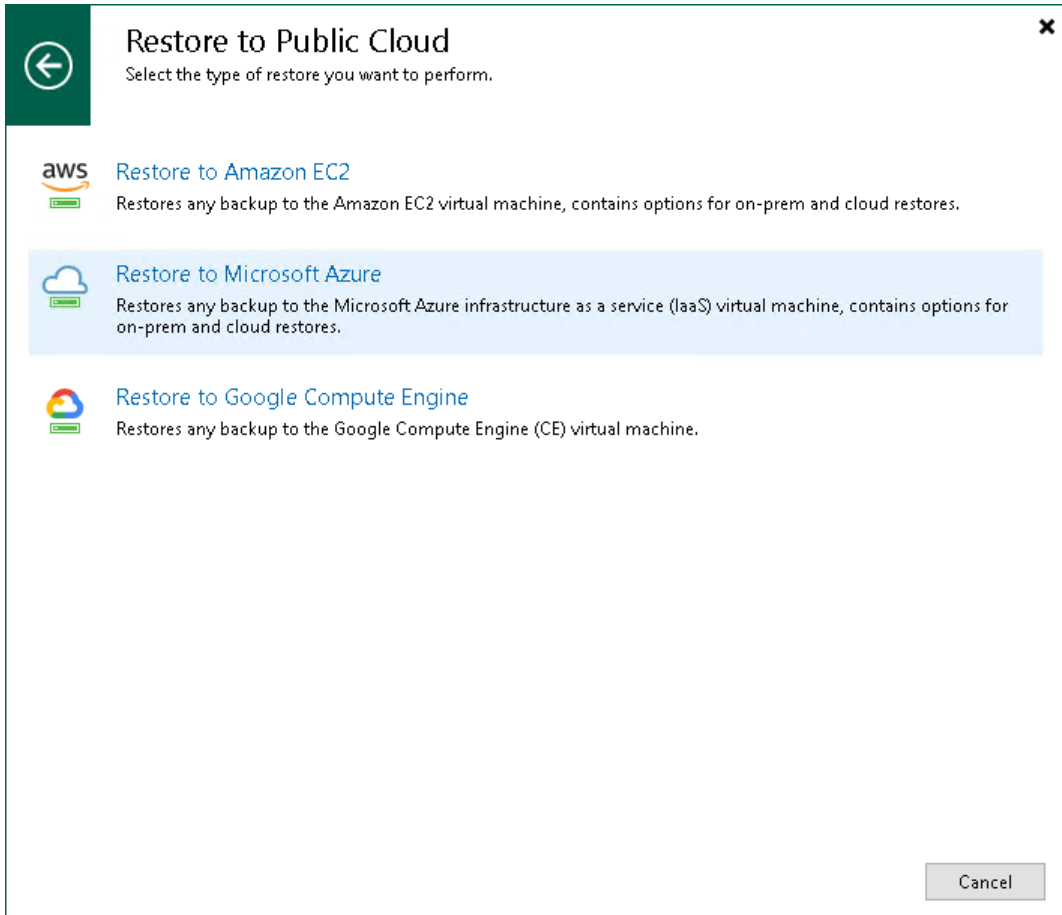 Restore to Public Cloud
Select the type of restore you want to perform.
aws
Restore to Amazon EC2
Restores any backup to the Amazon EC2 virtual machine, contains options for on-prem and cloud restores.
Restore to Microsoft Azure
Restores any backup to the Microsoft Azure infrastructure as a service (IaaS) virtual machine, contains options for
on-prem and cloud restores.
Restore to Google Compute Engine
Restores any backup to the Google Compute Engine (CE) virtual machine.
Cancel